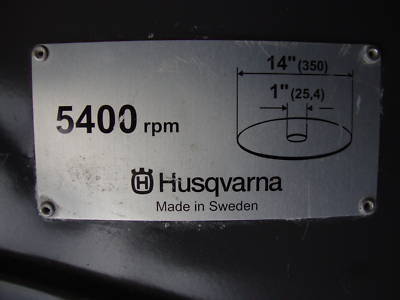 14"(350)
1"(25,4)
5400 rpm
Husqvarna
Made in Sweden